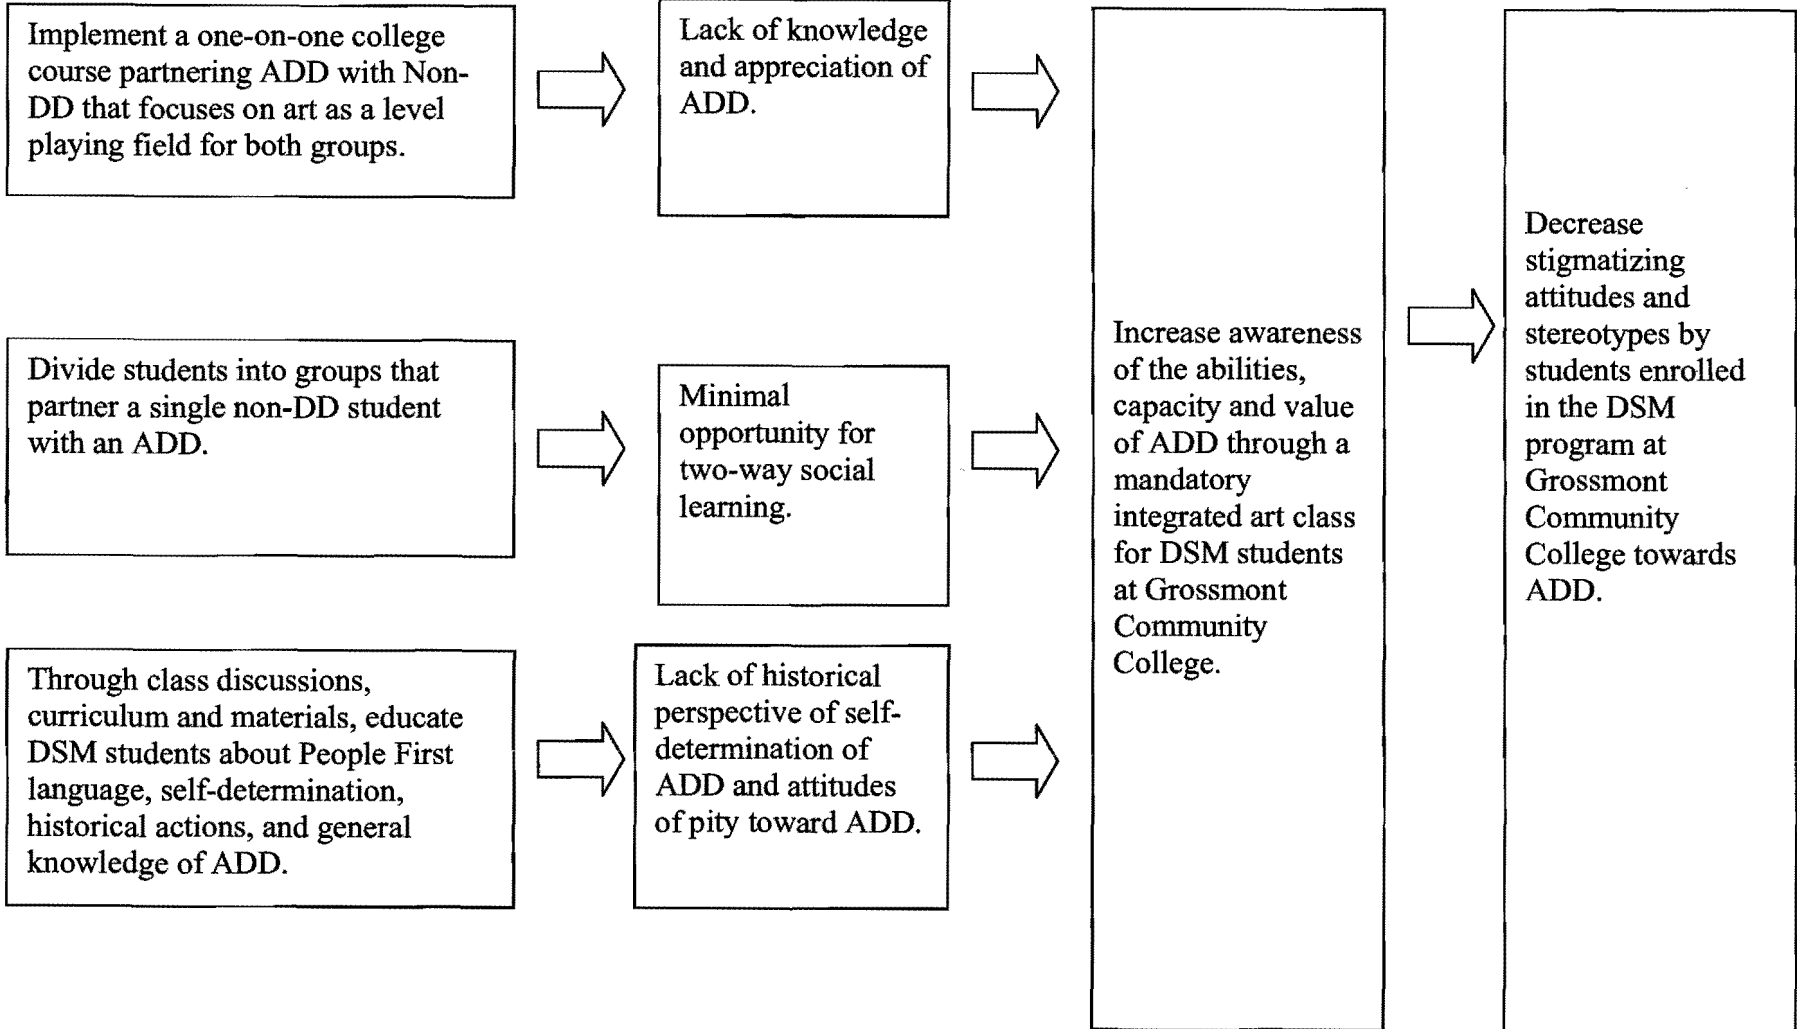 Implement a one-on-one college
course partnering ADD with Non-
DD that focuses on art as a level
playing field for both groups.
Lack of knowledge
and appreciation of
ADD.
Divide students into groups that
partner a single non-DD student
with an ADD.
Minimal
opportunity for
two-way social
learning.
Through class discussions,
curriculum and materials, educate
DSM students about People First
language, self-determination,
historical actions, and general
knowledge of ADD.
Lack of historical
perspective of self-
determination of
ADD and attitudes
of pity toward ADD.
Increase awareness
of the abilities,
capacity and value
of ADD through a
mandatory
integrated art class
for DSM students
at Grossmont
Community
College.
Decrease
stigmatizing
attitudes and
stereotypes by
students enrolled
in the DSM
program at
Grossmont
Community
College towards
ADD.